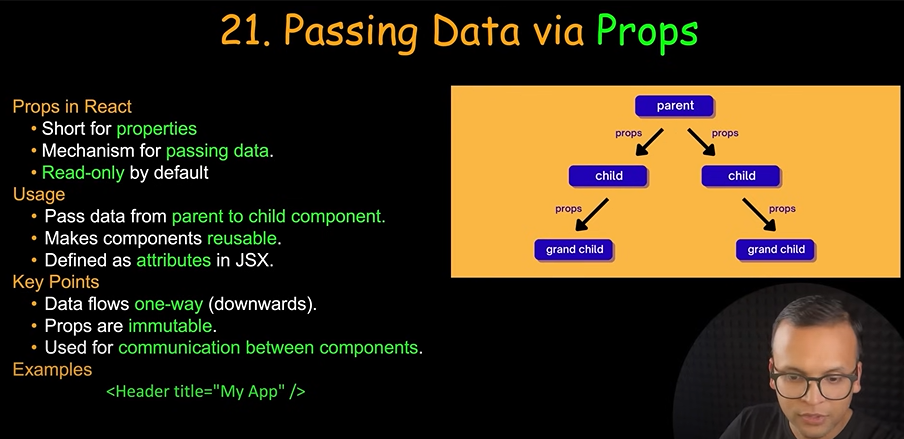 21. Passing Data via Props
Props in React
• Short for properties
• Mechanism for passing data.
• Read-only by default
Usage
• Pass data from parent to child component.
• Makes components reusable.
• Defined as attributes in JSX.
Key Points
• Data flows one-way (downwards).
• Props are immutable.
• Used for communication between components.
Examples
<Header title="My App" />
parent
props props
child child
props props
grand child grand child